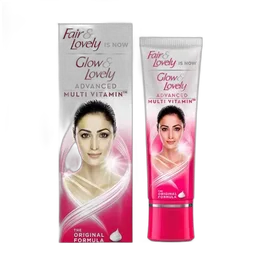 Fair & Lovely IS NOW
Glow & Lovely
ADVANCED
MULTI VITAMIN
THE
ORIGINAL
FORMULA
Fair & Lovely IS NOW
Glow & Lovely
ADVANCED
MULTI VITAMIN
THE
ORIGINAL
FORMULA